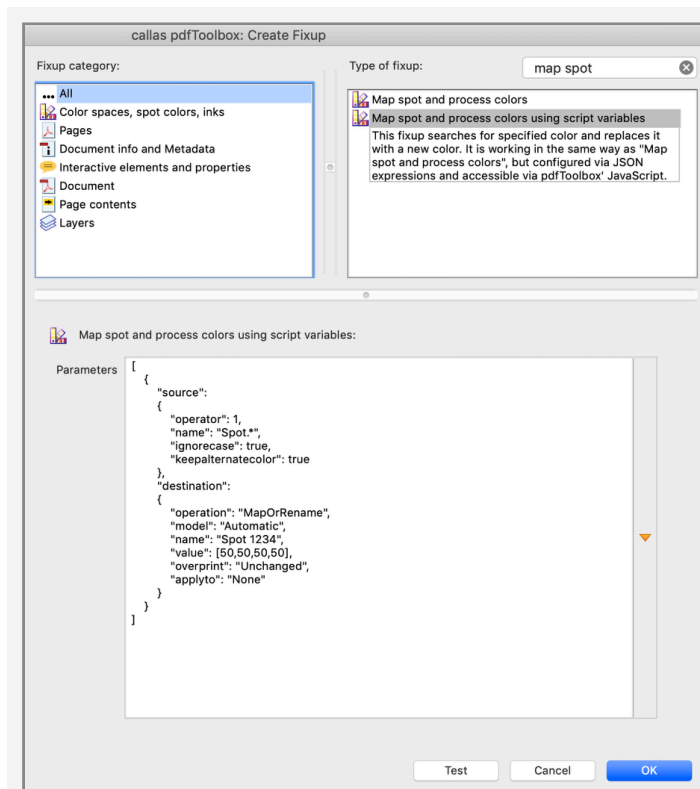 callas pdfToolbox: Create Fixup
Fixup category:
Type of fixup:
map spot
All
Color spaces, spot colors, inks
Pages
Document info and Metadata
Interactive elements and properties
Document
Page contents
Layers
Map spot and process colors
Map spot and process colors using script variables
This fixup searches for specified color and replaces it
with a new color. It is working in the same way as "Map
spot and process colors", but configured via JSON
expressions and accessible via pdfToolbox' JavaScript.
Map spot and process colors using script variables:
Parameters
[
{
"source":
{
"operator": 1,
"name": "Spot.*",
"ignorecase": true,
"keepalternatecolor": true
},
"destination":
{
"operation": "MapOrRename",
"model": "Automatic",
"name": "Spot 1234",
"value": [50,50,50,50],
"overprint": "Unchanged",
"applyto": "None"
}
}
]
Test
Cancel
OK